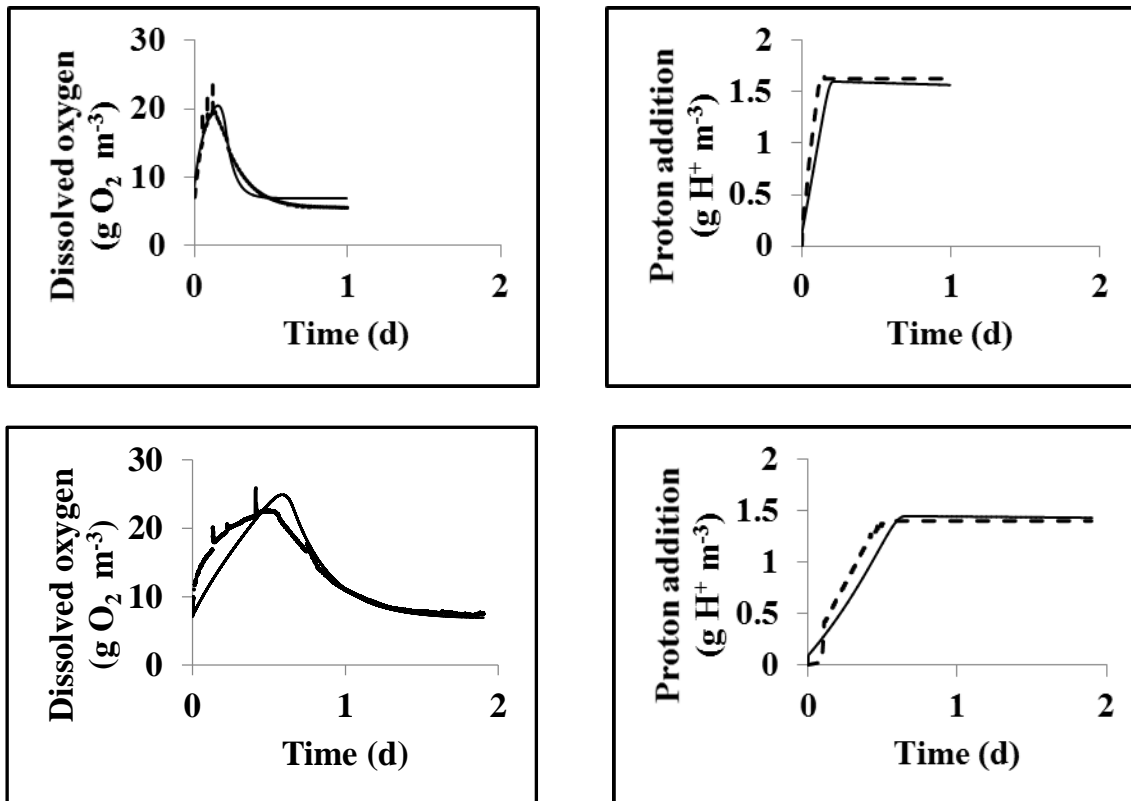 Dissolved oxygen
(g O₂ m⁻³)
30
20
10
0
0 1 2
Time (d)
Proton addition
(g H⁺ m⁻³)
2
1.5
1
0.5
0
0 1 2
Time (d)
Dissolved oxygen
(g O₂ m⁻³)
30
20
10
0
0 1 2
Time (d)
Proton addition
(g H⁺ m⁻³)
2
1.5
1
0.5
0
0 1 2
Time (d)